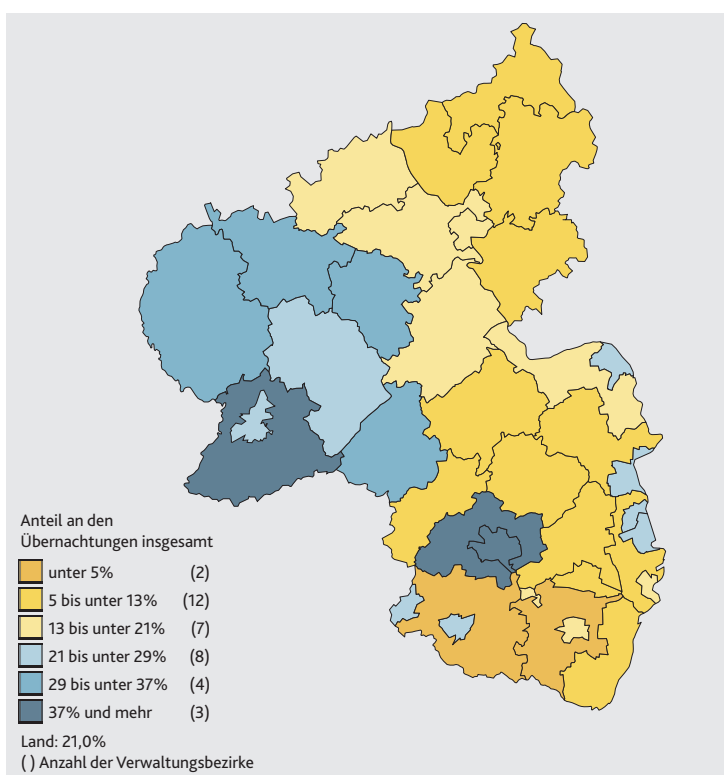 Anteil an den
Übernachtungen insgesamt
unter 5% (2)
5 bis unter 13% (12)
13 bis unter 21% (7)
21 bis unter 29% (8)
29 bis unter 37% (4)
37% und mehr (3)
Land: 21,0%
( ) Anzahl der Verwaltungsbezirke